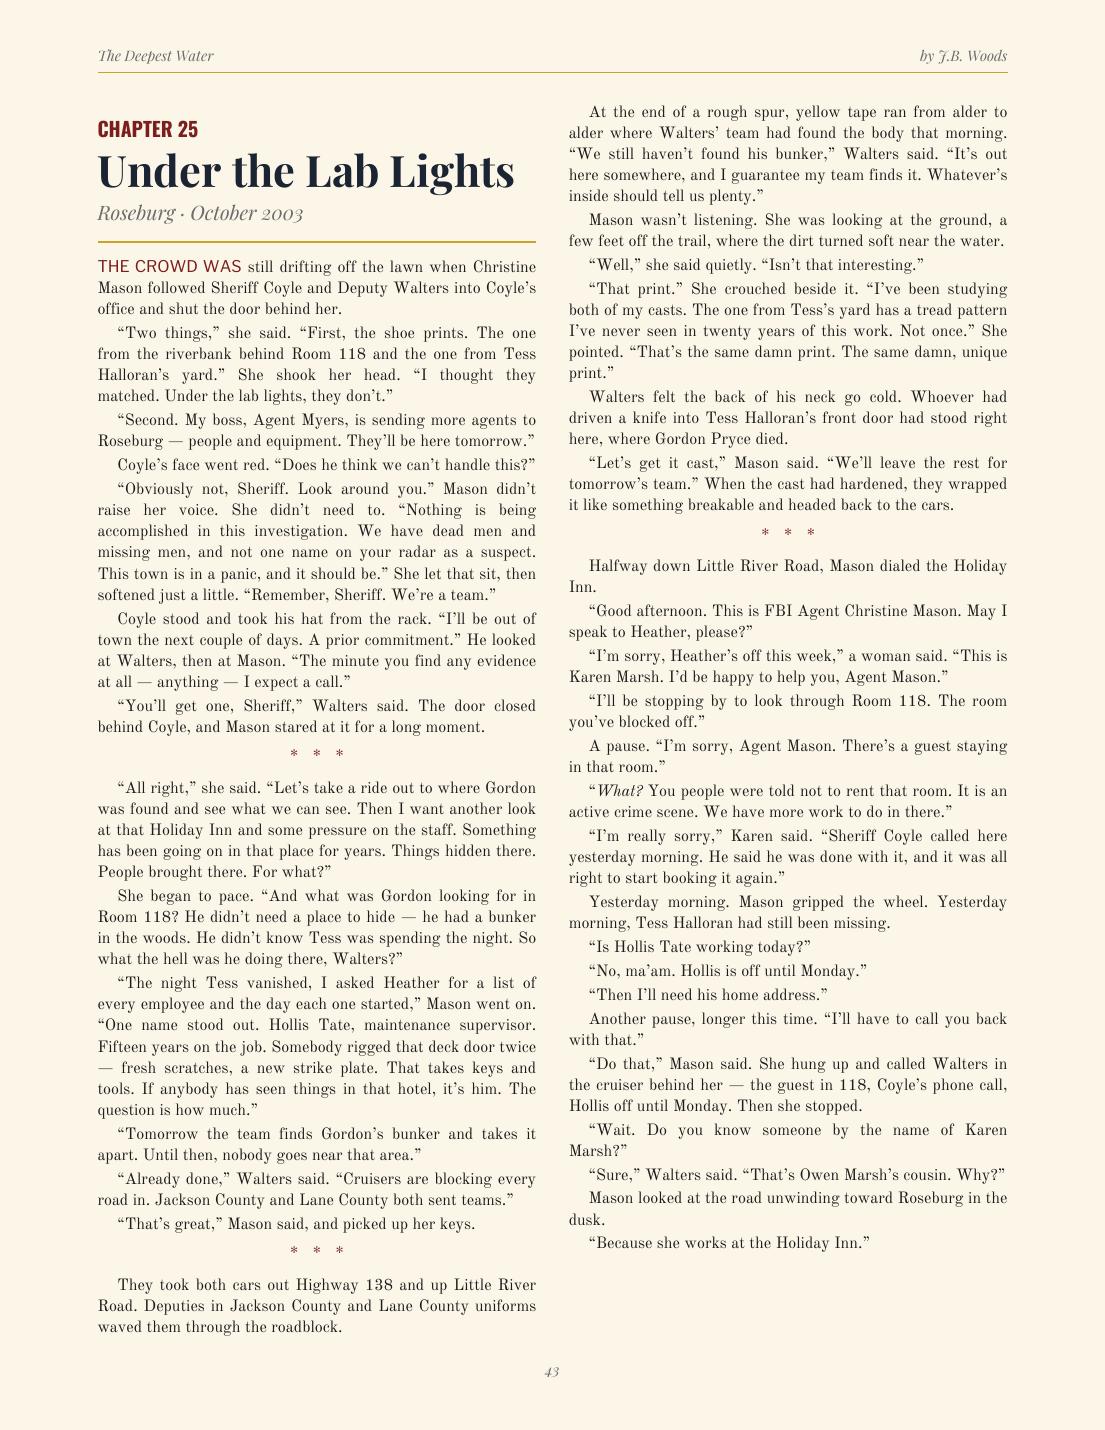 The Deepest Water
by J.B. Woods
CHAPTER 25
Under the Lab Lights
Roseburg · October 2003
THE CROWD WAS still drifting off the lawn when Christine
Mason followed Sheriff Coyle and Deputy Walters into Coyle’s
office and shut the door behind her.
“Two things,” she said. “First, the shoe prints. The one
from the riverbank behind Room 118 and the one from Tess
Halloran’s yard.” She shook her head. “I thought they
matched. Under the lab lights, they don’t.”
“Second. My boss, Agent Myers, is sending more agents to
Roseburg — people and equipment. They’ll be here tomorrow.”
Coyle’s face went red. “Does he think we can’t handle this?”
“Obviously not, Sheriff. Look around you.” Mason didn’t
raise her voice. She didn’t need to. “Nothing is being
accomplished in this investigation. We have dead men and
missing men, and not one name on your radar as a suspect.
This town is in a panic, and it should be.” She let that sit, then
softened just a little. “Remember, Sheriff. We’re a team.”
Coyle stood and took his hat from the rack. “I’ll be out of
town the next couple of days. A prior commitment.” He looked
at Walters, then at Mason. “The minute you find any evidence
at all — anything — I expect a call.”
“You’ll get one, Sheriff,” Walters said. The door closed
behind Coyle, and Mason stared at it for a long moment.
* * *
“All right,” she said. “Let’s take a ride out to where Gordon
was found and see what we can see. Then I want another look
at that Holiday Inn and some pressure on the staff. Something
has been going on in that place for years. Things hidden there.
People brought there. For what?”
She began to pace. “And what was Gordon looking for in
Room 118? He didn’t need a place to hide — he had a bunker
in the woods. He didn’t know Tess was spending the night. So
what the hell was he doing there, Walters?”
“The night Tess vanished, I asked Heather for a list of
every employee and the day each one started,” Mason went on.
“One name stood out. Hollis Tate, maintenance supervisor.
Fifteen years on the job. Somebody rigged that deck door twice
— fresh scratches, a new strike plate. That takes keys and
tools. If anybody has seen things in that hotel, it’s him. The
question is how much.”
“Tomorrow the team finds Gordon’s bunker and takes it
apart. Until then, nobody goes near that area.”
“Already done,” Walters said. “Cruisers are blocking every
road in. Jackson County and Lane County both sent teams.”
“That’s great,” Mason said, and picked up her keys.
* * *
They took both cars out Highway 138 and up Little River
Road. Deputies in Jackson County and Lane County uniforms
waved them through the roadblock.
At the end of a rough spur, yellow tape ran from alder to
alder where Walters’ team had found the body that morning.
“We still haven’t found his bunker,” Walters said. “It’s out
here somewhere, and I guarantee my team finds it. Whatever’s
inside should tell us plenty.”
Mason wasn’t listening. She was looking at the ground, a
few feet off the trail, where the dirt turned soft near the water.
“Well,” she said quietly. “Isn’t that interesting.”
“That print.” She crouched beside it. “I’ve been studying
both of my casts. The one from Tess’s yard has a tread pattern
I’ve never seen in twenty years of this work. Not once.” She
pointed. “That’s the same damn print. The same damn, unique
print.”
Walters felt the back of his neck go cold. Whoever had
driven a knife into Tess Halloran’s front door had stood right
here, where Gordon Pryce died.
“Let’s get it cast,” Mason said. “We’ll leave the rest for
tomorrow’s team.” When the cast had hardened, they wrapped
it like something breakable and headed back to the cars.
* * *
Halfway down Little River Road, Mason dialed the Holiday
Inn.
“Good afternoon. This is FBI Agent Christine Mason. May I
speak to Heather, please?”
“I’m sorry, Heather’s off this week,” a woman said. “This is
Karen Marsh. I’d be happy to help you, Agent Mason.”
“I’ll be stopping by to look through Room 118. The room
you’ve blocked off.”
A pause. “I’m sorry, Agent Mason. There’s a guest staying
in that room.”
“What? You people were told not to rent that room. It is an
active crime scene. We have more work to do in there.”
“I’m really sorry,” Karen said. “Sheriff Coyle called here
yesterday morning. He said he was done with it, and it was all
right to start booking it again.”
Yesterday morning. Mason gripped the wheel. Yesterday
morning, Tess Halloran had still been missing.
“Is Hollis Tate working today?”
“No, ma’am. Hollis is off until Monday.”
“Then I’ll need his home address.”
Another pause, longer this time. “I’ll have to call you back
with that.”
“Do that,” Mason said. She hung up and called Walters in
the cruiser behind her — the guest in 118, Coyle’s phone call,
Hollis off until Monday. Then she stopped.
“Wait. Do you know someone by the name of Karen
Marsh?”
“Sure,” Walters said. “That’s Owen Marsh’s cousin. Why?”
Mason looked at the road unwinding toward Roseburg in the
dusk.
“Because she works at the Holiday Inn.”
43